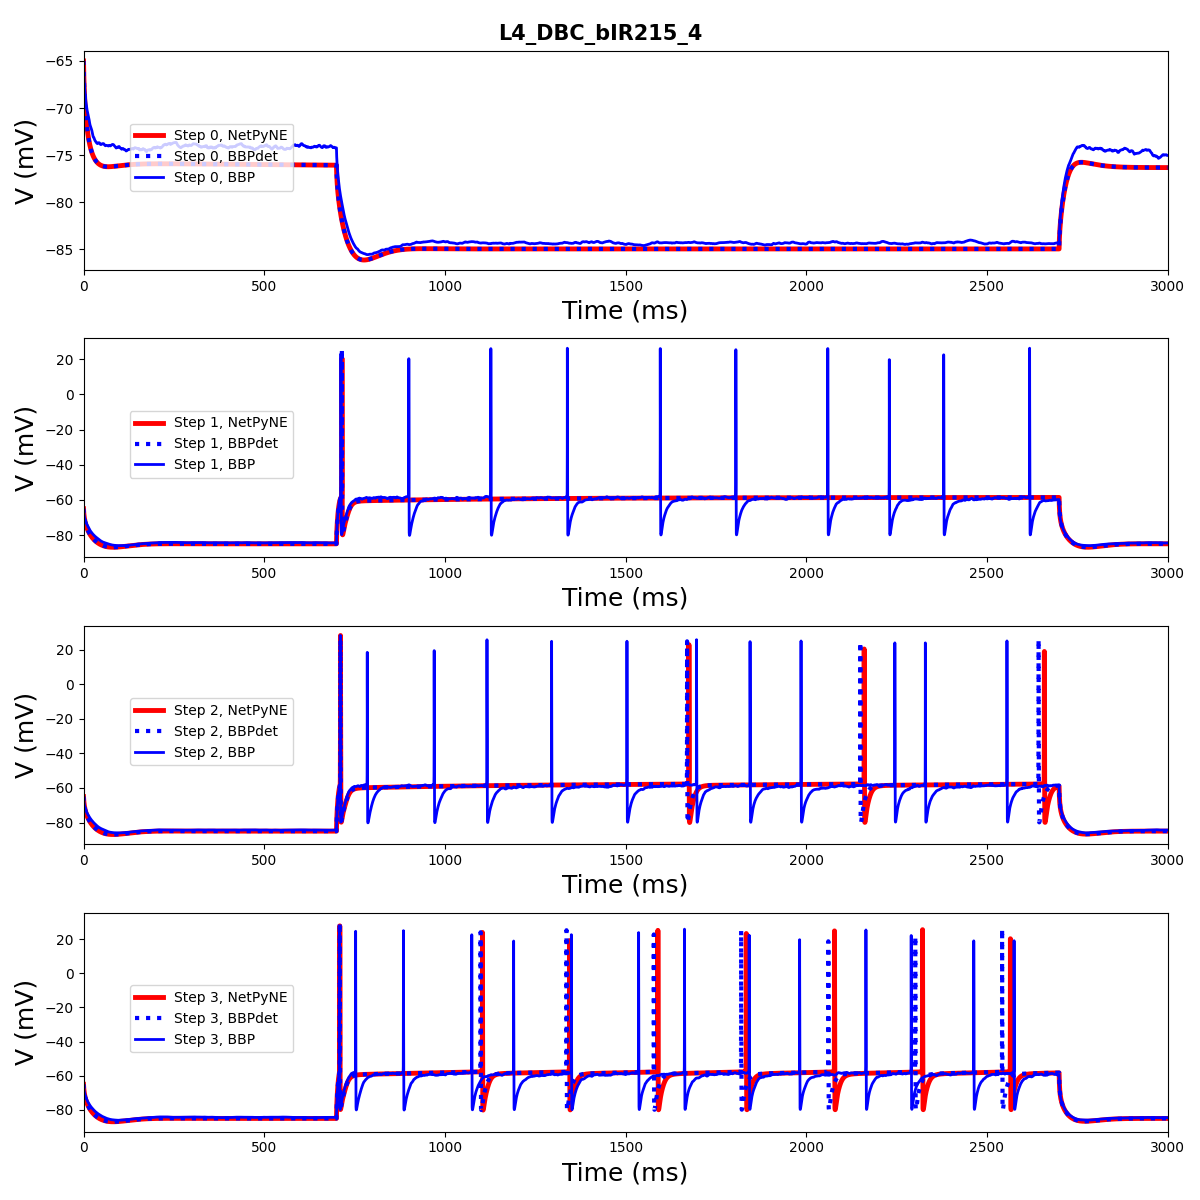 L4_DBC_bIR215_4
−65
−70
−75
−80
−85
V (mV)
Step 0, NetPyNE
Step 0, BBPdet
Step 0, BBP
0 500 1000 1500 2000 2500 3000
Time (ms)
20
0
−20
−40
−60
−80
V (mV)
Step 1, NetPyNE
Step 1, BBPdet
Step 1, BBP
0 500 1000 1500 2000 2500 3000
Time (ms)
20
0
−20
−40
−60
−80
V (mV)
Step 2, NetPyNE
Step 2, BBPdet
Step 2, BBP
0 500 1000 1500 2000 2500 3000
Time (ms)
20
0
−20
−40
−60
−80
V (mV)
Step 3, NetPyNE
Step 3, BBPdet
Step 3, BBP
0 500 1000 1500 2000 2500 3000
Time (ms)